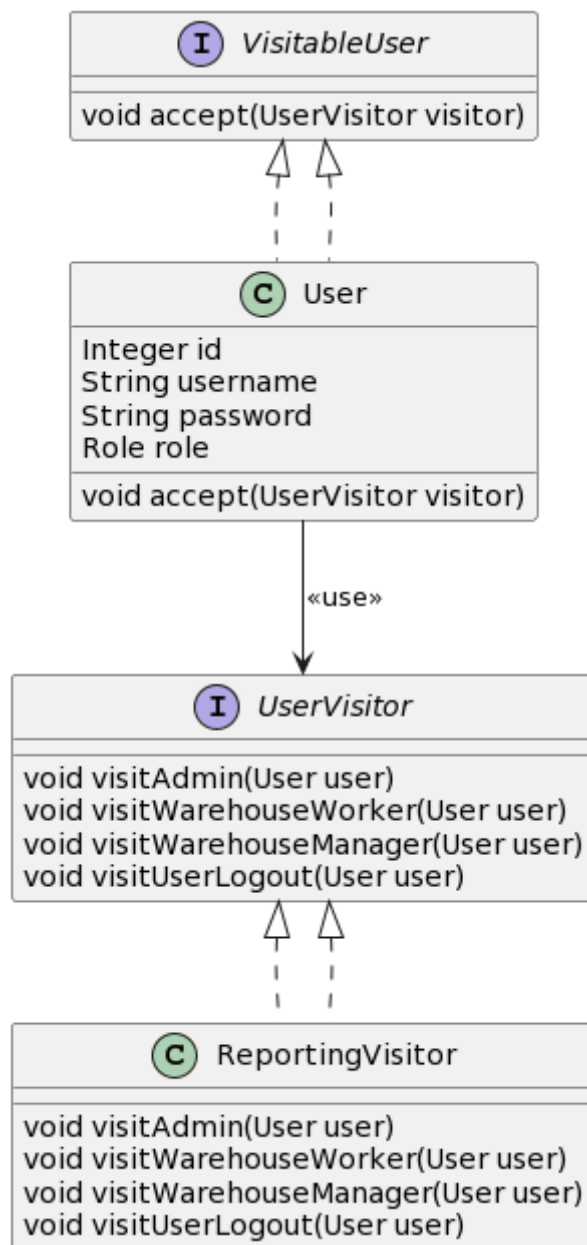 I VisitableUser
void accept(UserVisitor visitor)
C User
Integer id
String username
String password
Role role
void accept(UserVisitor visitor)
«use»
I UserVisitor
void visitAdmin(User user)
void visitWarehouseWorker(User user)
void visitWarehouseManager(User user)
void visitUserLogout(User user)
C ReportingVisitor
void visitAdmin(User user)
void visitWarehouseWorker(User user)
void visitWarehouseManager(User user)
void visitUserLogout(User user)